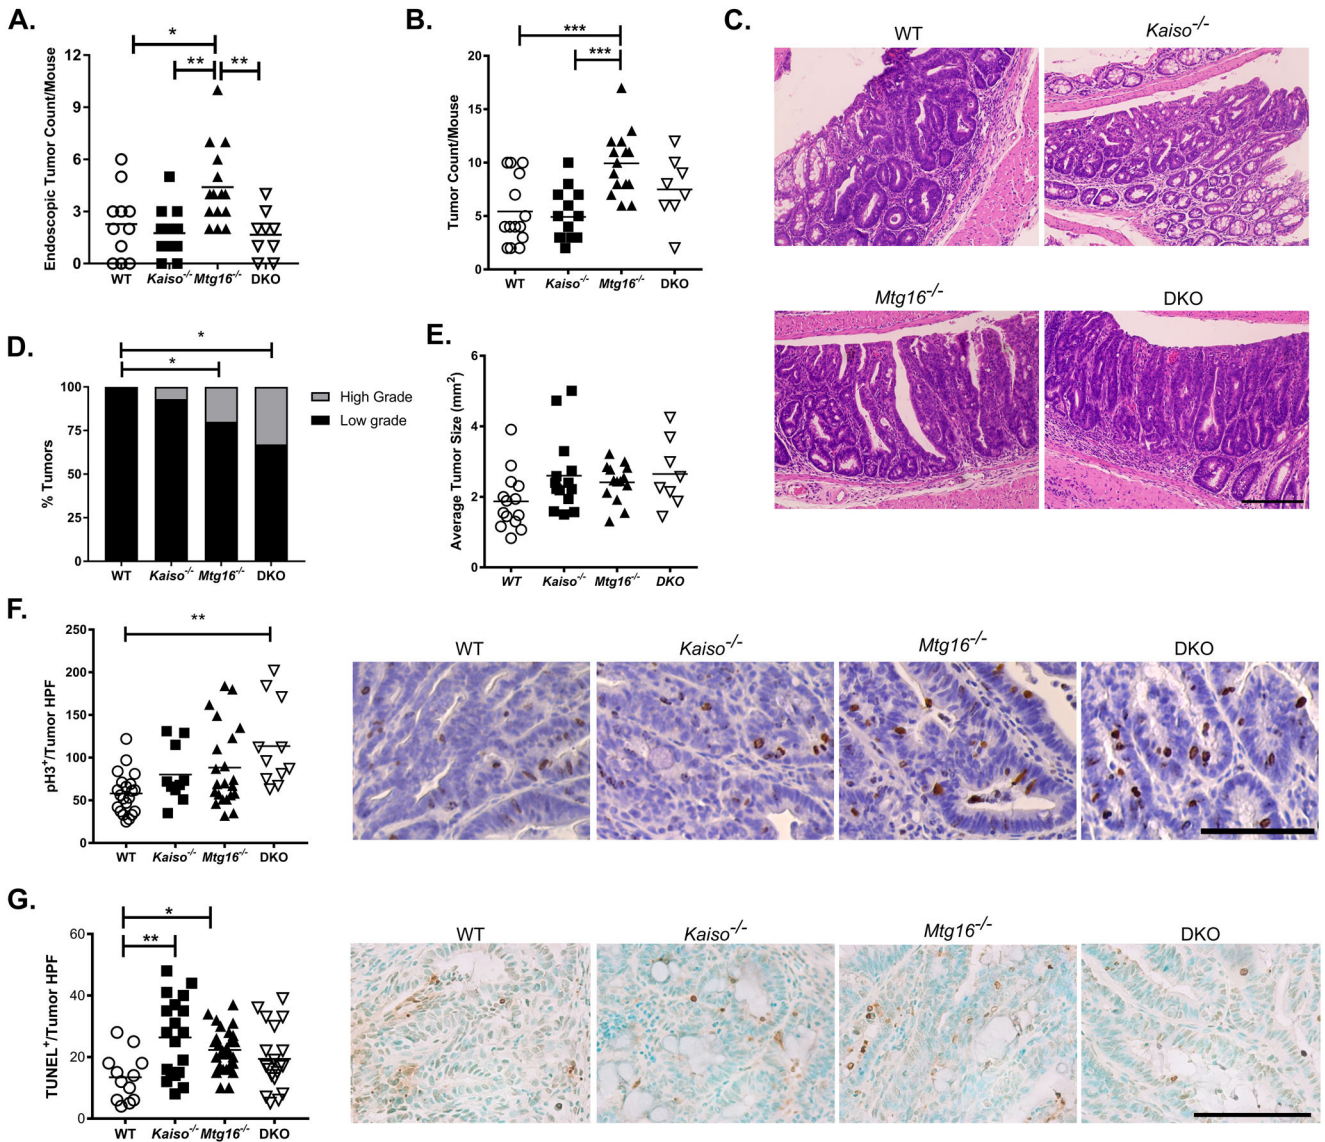 A.
*
**
**
Endoscopic Tumor Count/Mouse
12
9
6
3
0
WT
Kaiso-/-
Mtg16-/-
DKO
B.
***
***
Tumor Count/Mouse
20
15
10
5
0
WT
Kaiso-/-
Mtg16-/-
DKO
C.
WT
Kaiso-/-
Mtg16-/-
DKO
D.
*
*
% Tumors
100
75
50
25
0
WT
Kaiso-/-
Mtg16-/-
DKO
High Grade
Low grade
E.
Average Tumor Size (mm2)
6
4
2
0
WT
Kaiso-/-
Mtg16-/-
DKO
F.
**
pH3+/Tumor HPF
250
200
150
100
50
0
WT
Kaiso-/-
Mtg16-/-
DKO
WT
Kaiso-/-
Mtg16-/-
DKO
G.
*
**
TUNEL+/Tumor HPF
60
40
20
0
WT
Kaiso-/-
Mtg16-/-
DKO
WT
Kaiso-/-
Mtg16-/-
DKO